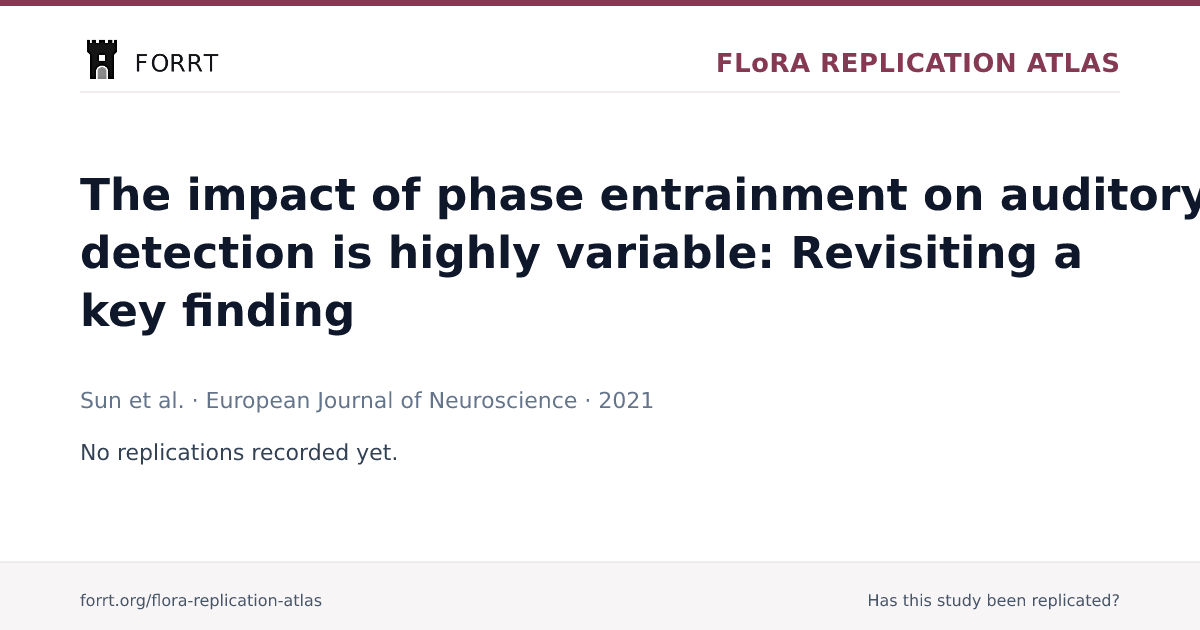 FORRT
FLoRA REPLICATION ATLAS
The impact of phase entrainment on auditory
detection is highly variable: Revisiting a
key finding
Sun et al. · European Journal of Neuroscience · 2021
No replications recorded yet.
forrt.org/flora-replication-atlas
Has this study been replicated?